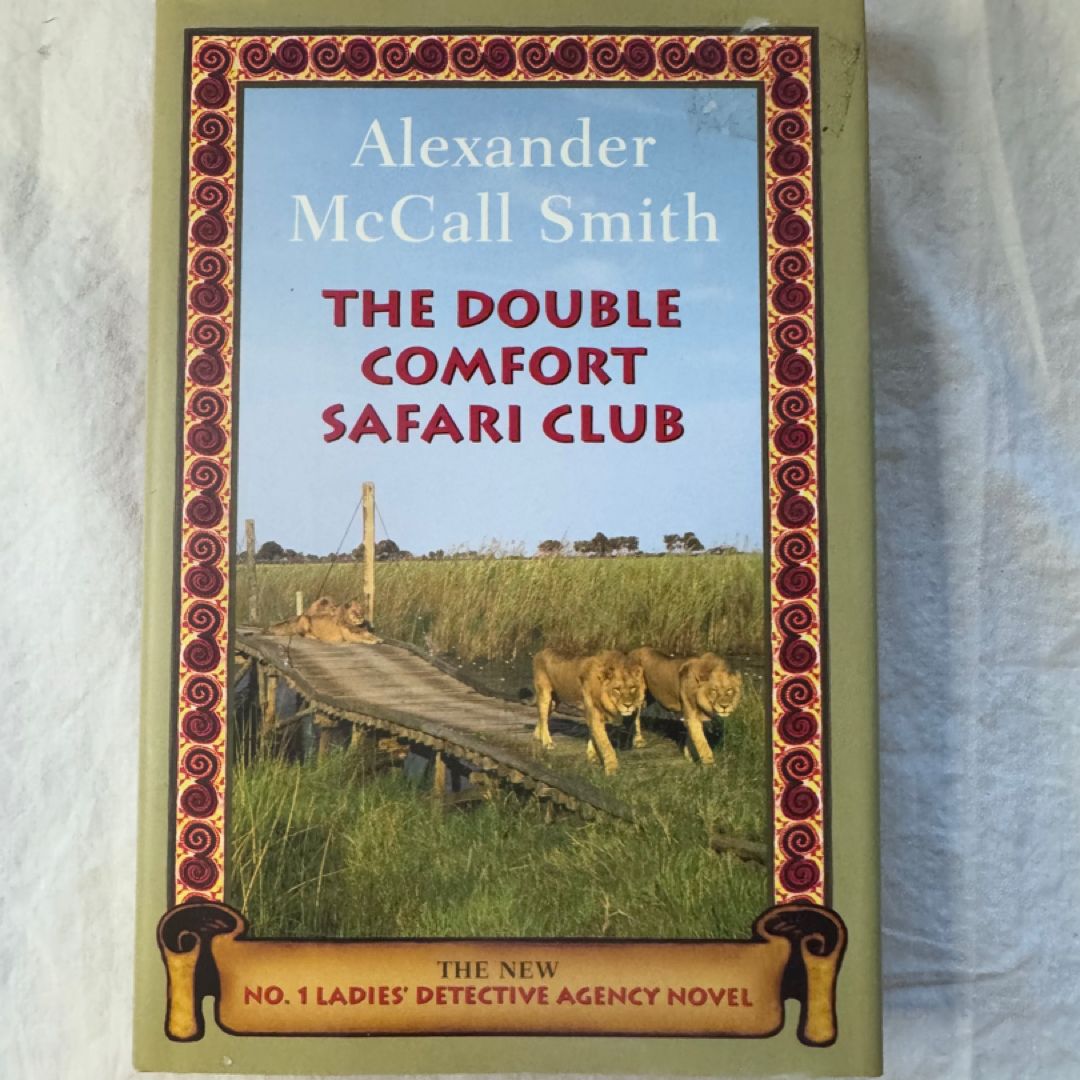 Alexander
McCall Smith
THE DOUBLE
COMFORT
SAFARI CLUB
THE NEW
NO. 1 LADIES' DETECTIVE AGENCY NOVEL